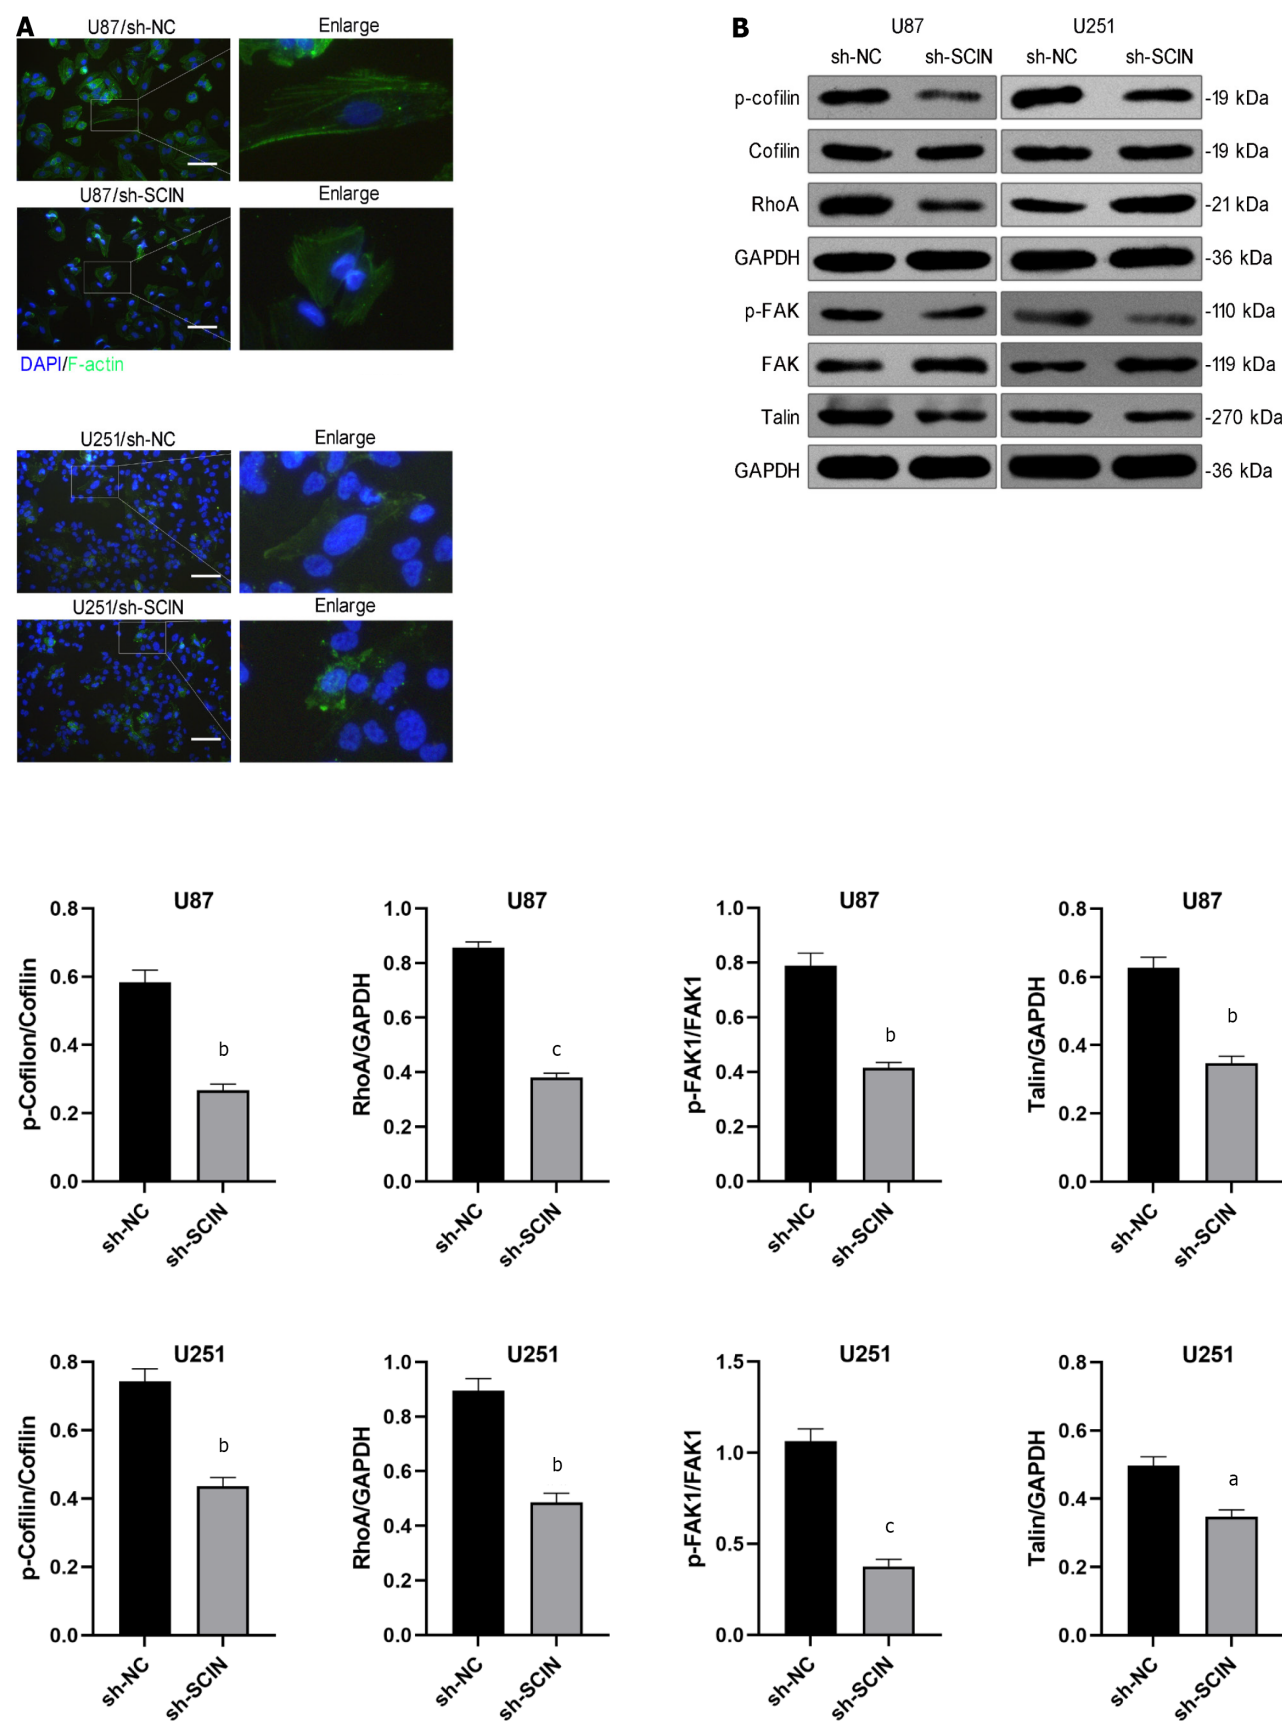 A
U87/sh-NC Enlarge
U87/sh-SCIN Enlarge
DAPI/F-actin
U251/sh-NC Enlarge
U251/sh-SCIN Enlarge
B
U87 U251
sh-NC sh-SCIN sh-NC sh-SCIN
p-cofilin -19 kDa
Cofilin -19 kDa
RhoA -21 kDa
GAPDH -36 kDa
p-FAK -110 kDa
FAK -119 kDa
Talin -270 kDa
GAPDH -36 kDa
U87
p-Cofilon/Cofilin
0.8
0.6
0.4
0.2
0.0
b
sh-NC
sh-SCIN
U87
RhoA/GAPDH
1.0
0.8
0.6
0.4
0.2
0.0
c
sh-NC
sh-SCIN
U87
p-FAK1/FAK1
1.0
0.8
0.6
0.4
0.2
0.0
b
sh-NC
sh-SCIN
U87
Talin/GAPDH
0.8
0.6
0.4
0.2
0.0
b
sh-NC
sh-SCIN
U251
p-Cofilin/Cofilin
0.8
0.6
0.4
0.2
0.0
b
sh-NC
sh-SCIN
U251
RhoA/GAPDH
1.0
0.8
0.6
0.4
0.2
0.0
b
sh-NC
sh-SCIN
U251
p-FAK1/FAK1
1.5
1.0
0.5
0.0
c
sh-NC
sh-SCIN
U251
Talin/GAPDH
0.8
0.6
0.4
0.2
0.0
a
sh-NC
sh-SCIN